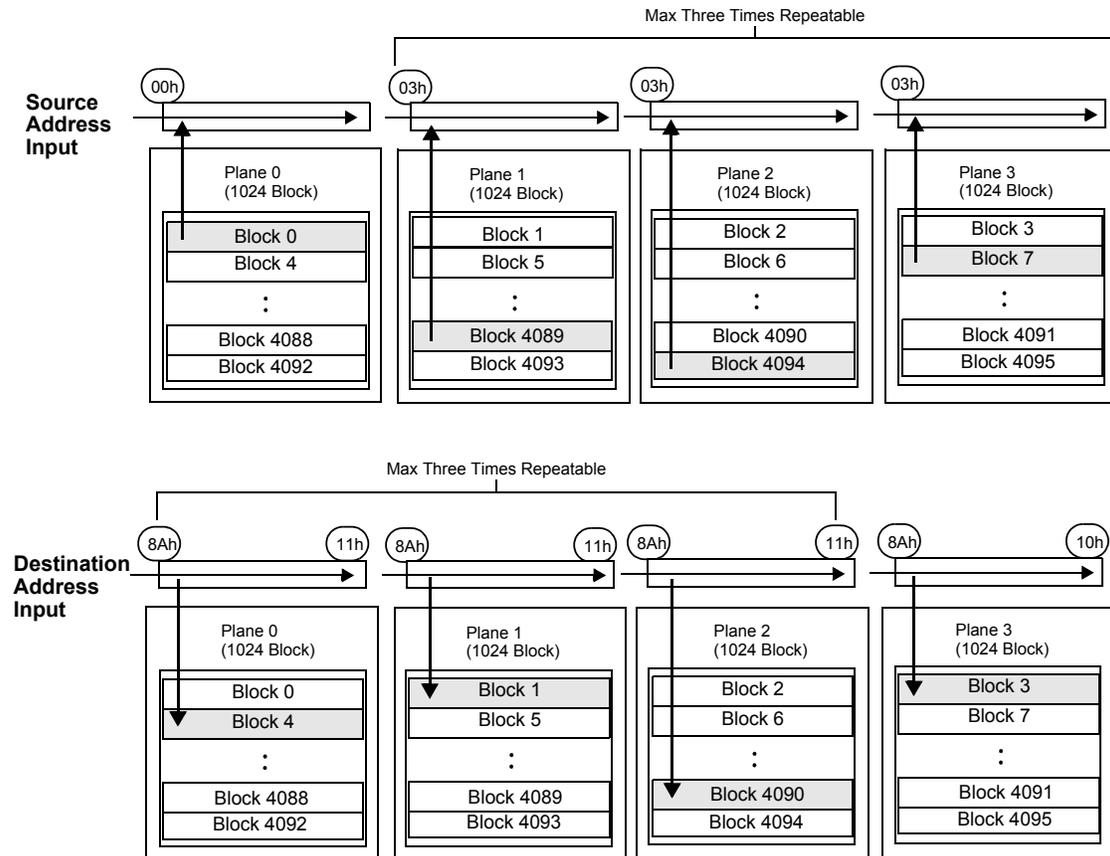 Max Three Times Repeatable
00h
03h
03h
03h
Source
Address
Input
Plane 0
(1024 Block)
Block 0
Block 4
:
Block 4088
Block 4092
Plane 1
(1024 Block)
Block 1
Block 5
:
Block 4089
Block 4093
Plane 2
(1024 Block)
Block 2
Block 6
:
Block 4090
Block 4094
Plane 3
(1024 Block)
Block 3
Block 7
:
Block 4091
Block 4095
Max Three Times Repeatable
8Ah
11h
8Ah
11h
8Ah
11h
8Ah
10h
Destination
Address
Input
Plane 0
(1024 Block)
Block 0
Block 4
:
Block 4088
Block 4092
Plane 1
(1024 Block)
Block 1
Block 5
:
Block 4089
Block 4093
Plane 2
(1024 Block)
Block 2
Block 6
:
Block 4090
Block 4094
Plane 3
(1024 Block)
Block 3
Block 7
:
Block 4091
Block 4095